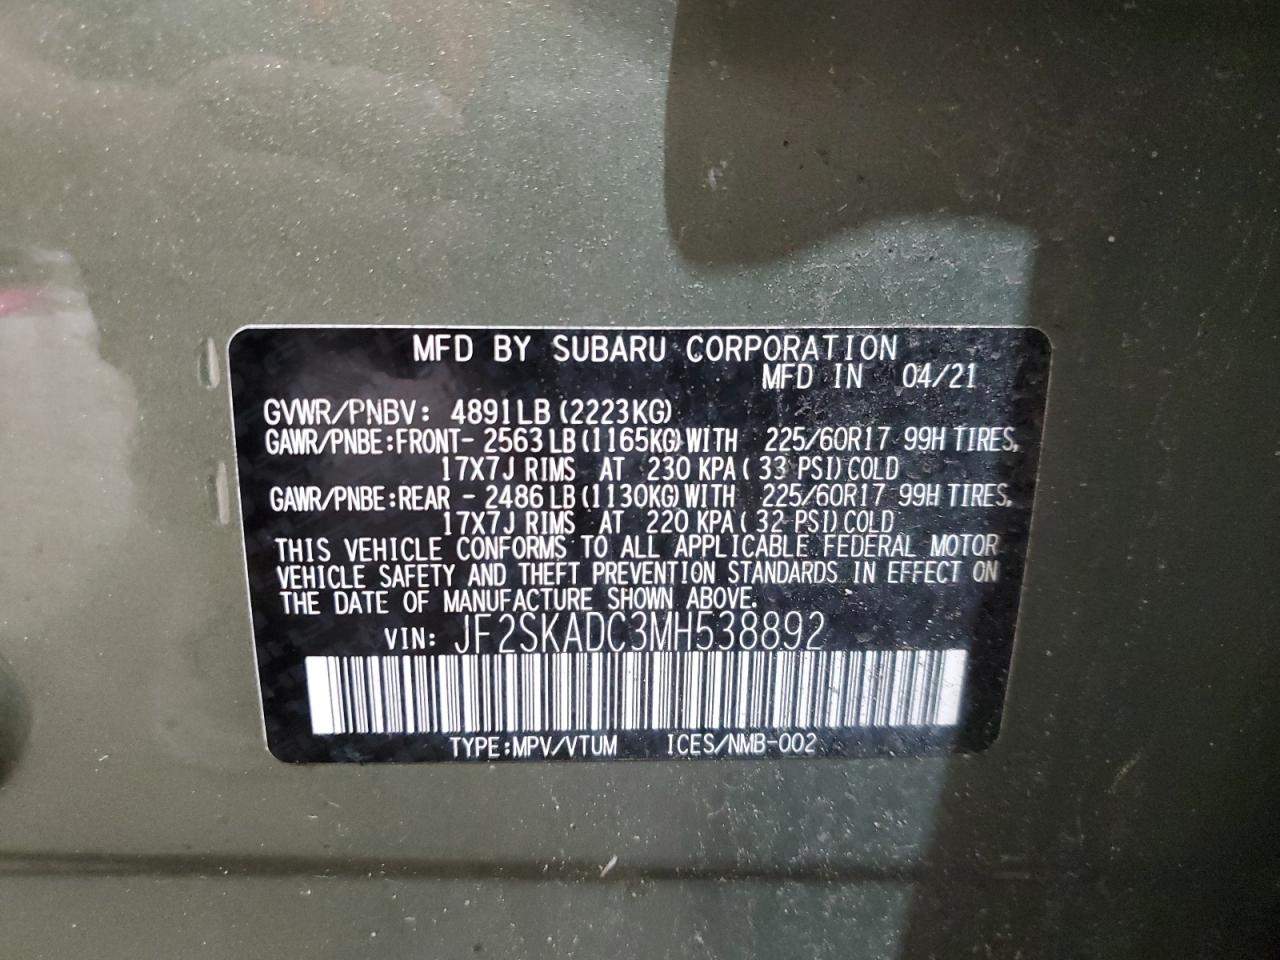 MFD BY SUBARU CORPORATION
MFD IN 04/21
GVWR/PNBV: 4891LB (2223KG)
GAWR/PNBE:FRONT- 2563LB (1165KG) WITH 225/60R17 99H TIRES,
17X7J RIMS AT 230 KPA ( 33 PSI) COLD
GAWR/PNBE:REAR - 2486LB (1130KG) WITH 225/60R17 99H TIRES,
17X7J RIMS AT 220 KPA ( 32 PSI) COLD
THIS VEHICLE CONFORMS TO ALL APPLICABLE FEDERAL MOTOR
VEHICLE SAFETY AND THEFT PREVENTION STANDARDS IN EFFECT ON
THE DATE OF MANUFACTURE SHOWN ABOVE.
VIN: JF2SKADC3MH538892
TYPE:MPV/VTUM ICES/NMB-002